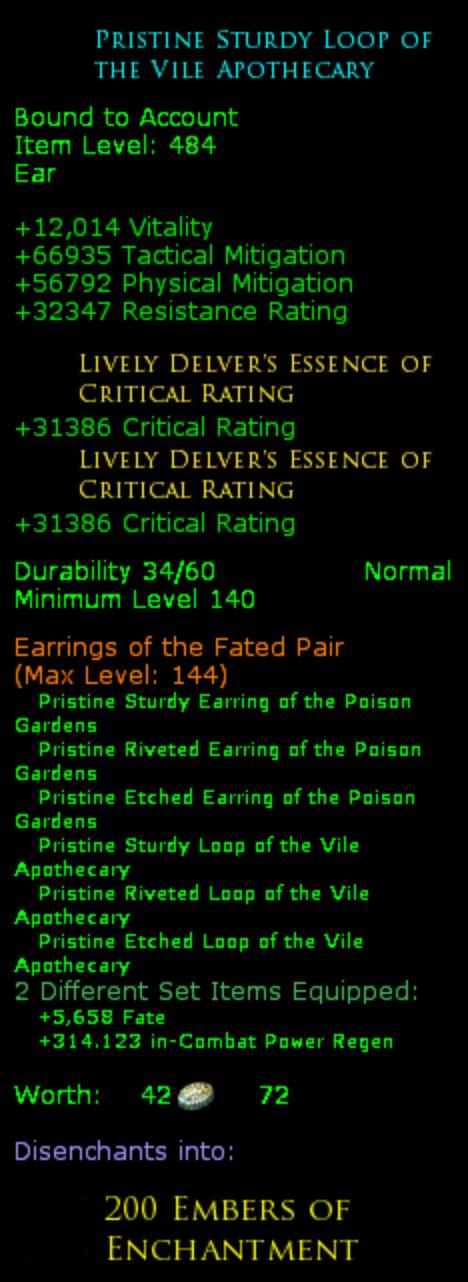 Pristine Sturdy Loop of
the Vile Apothecary
Bound to Account
Item Level: 484
Ear
+12,014 Vitality
+66935 Tactical Mitigation
+56792 Physical Mitigation
+32347 Resistance Rating
Lively Delver's Essence of
Critical Rating
+31386 Critical Rating
Lively Delver's Essence of
Critical Rating
+31386 Critical Rating
Durability 34/60 Normal
Minimum Level 140
Earrings of the Fated Pair
(Max Level: 144)
Pristine Sturdy Earring of the Poison
Gardens
Pristine Riveted Earring of the Poison
Gardens
Pristine Etched Earring of the Poison
Gardens
Pristine Sturdy Loop of the Vile
Apothecary
Pristine Riveted Loop of the Vile
Apothecary
Pristine Etched Loop of the Vile
Apothecary
2 Different Set Items Equipped:
+5,658 Fate
+314.123 in-Combat Power Regen
Worth: 42 72
Disenchants into:
200 Embers of
Enchantment